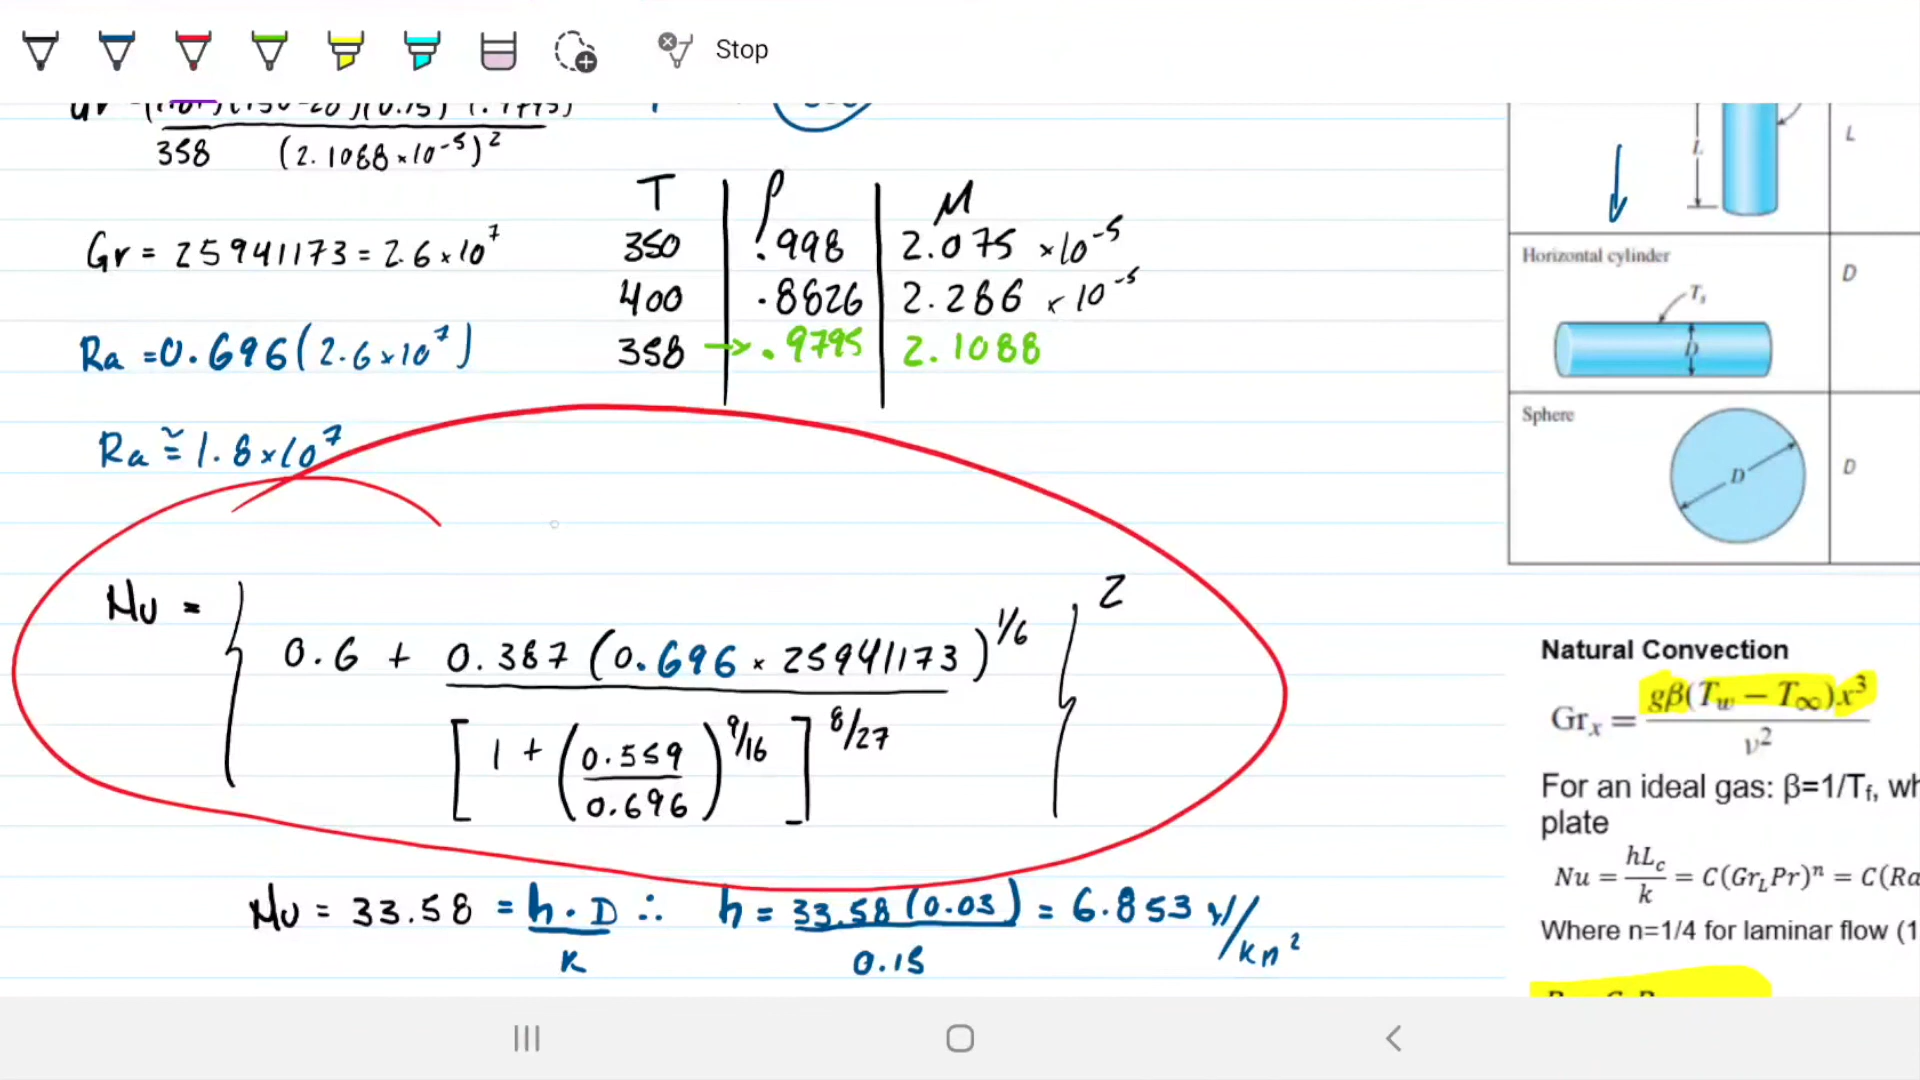 Stop
358 (2.1088×10⁻⁵)²
T ρ M
Gr = 25941173 = 2.6×10⁷
350 .998 2.075 ×10⁻⁵
400 .8826 2.286 ×10⁻⁵
Ra =0.696(2.6×10⁷)
358 → .9795 2.1088
Ra ≅ 1.8×10⁷
Nu = { 0.6 + 0.387 (0.696 × 25941173)^1/6 / [1 + (0.559/0.696)^9/16]^8/27 }²
Nu = 33.58 = h·D/K ∴ h = 33.58(0.03)/0.15 = 6.853 W/km²
L
L
Horizontal cylinder
D
Tₛ
D
Sphere
D
D
Natural Convection
Grₓ = gβ(T_w − T_∞)x³/ν²
For an ideal gas: β=1/T_f, wh
plate
Nu = hL_c/k = C(Gr_L Pr)ⁿ = C(Ra
Where n=1/4 for laminar flow (1